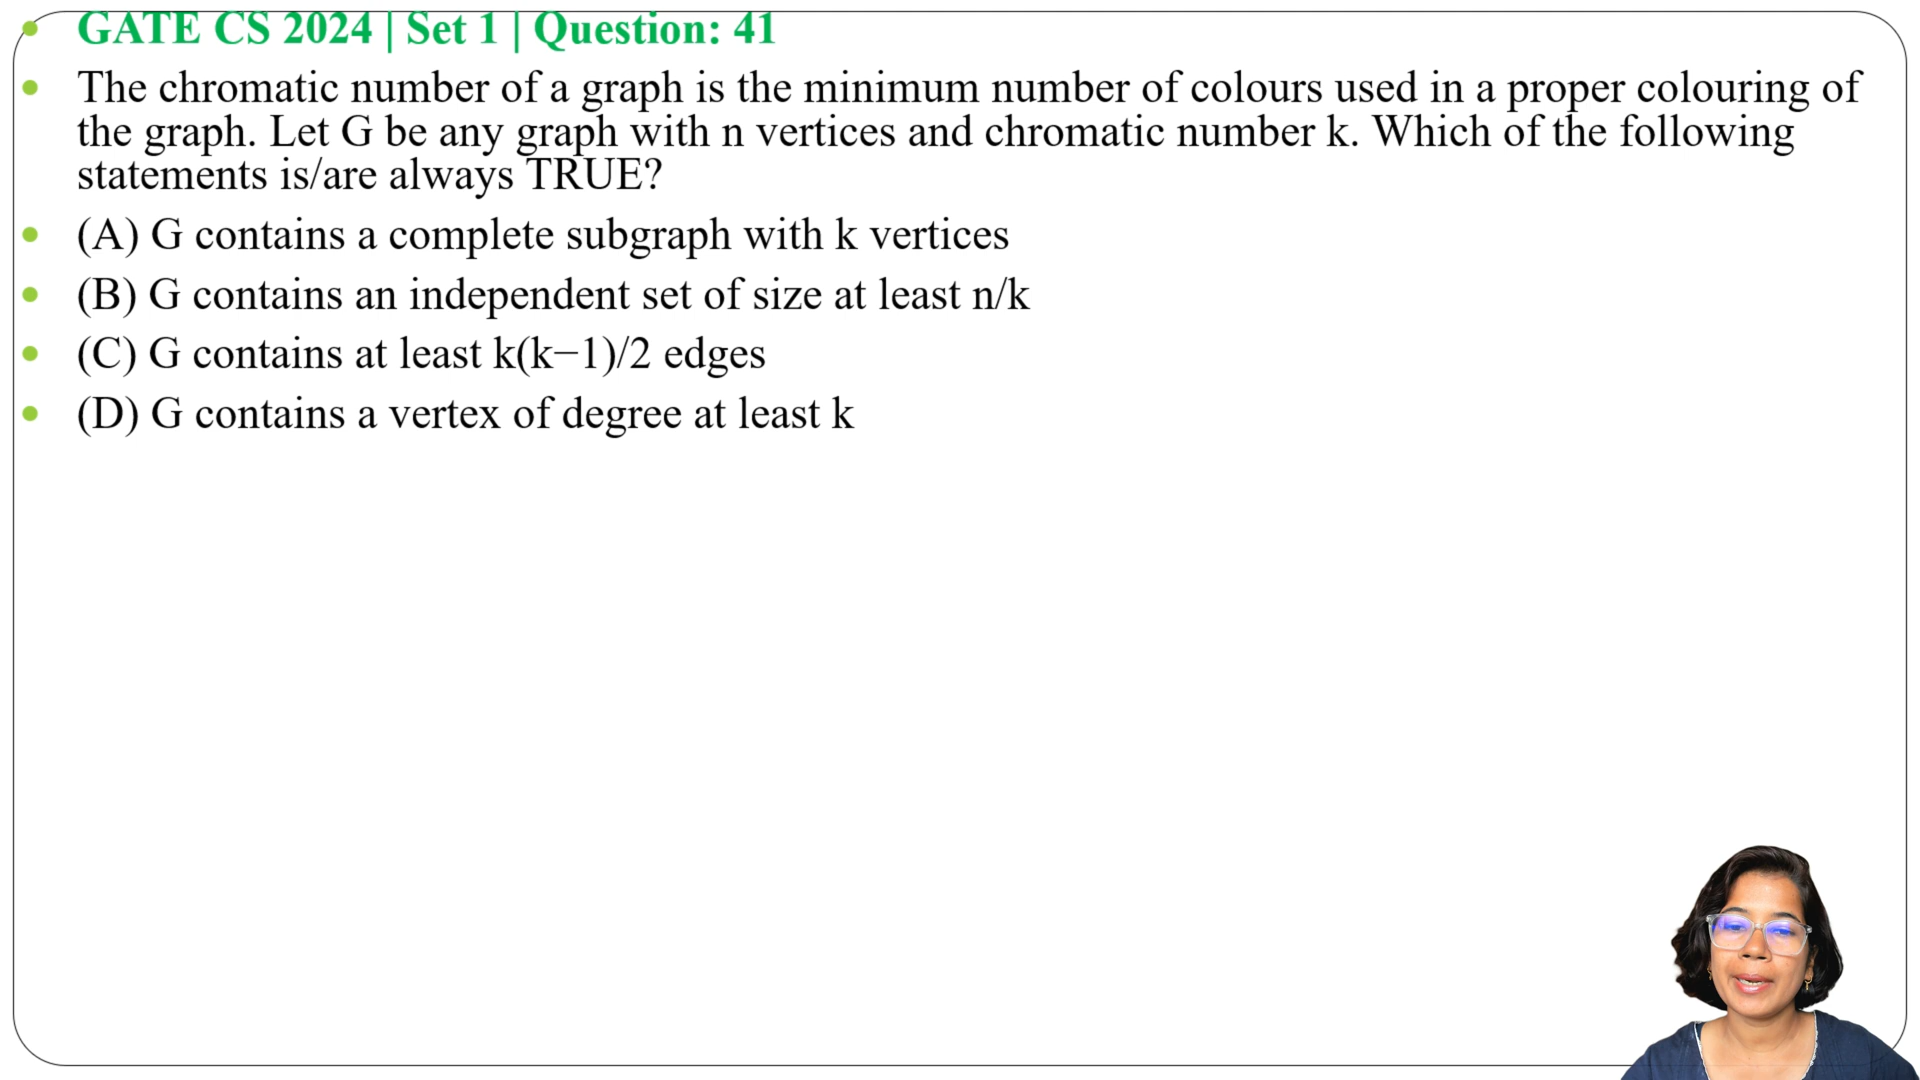 GATE CS 2024 | Set 1 | Question: 41
The chromatic number of a graph is the minimum number of colours used in a proper colouring of
the graph. Let G be any graph with n vertices and chromatic number k. Which of the following
statements is/are always TRUE?
(A) G contains a complete subgraph with k vertices
(B) G contains an independent set of size at least n/k
(C) G contains at least k(k−1)/2 edges
(D) G contains a vertex of degree at least k